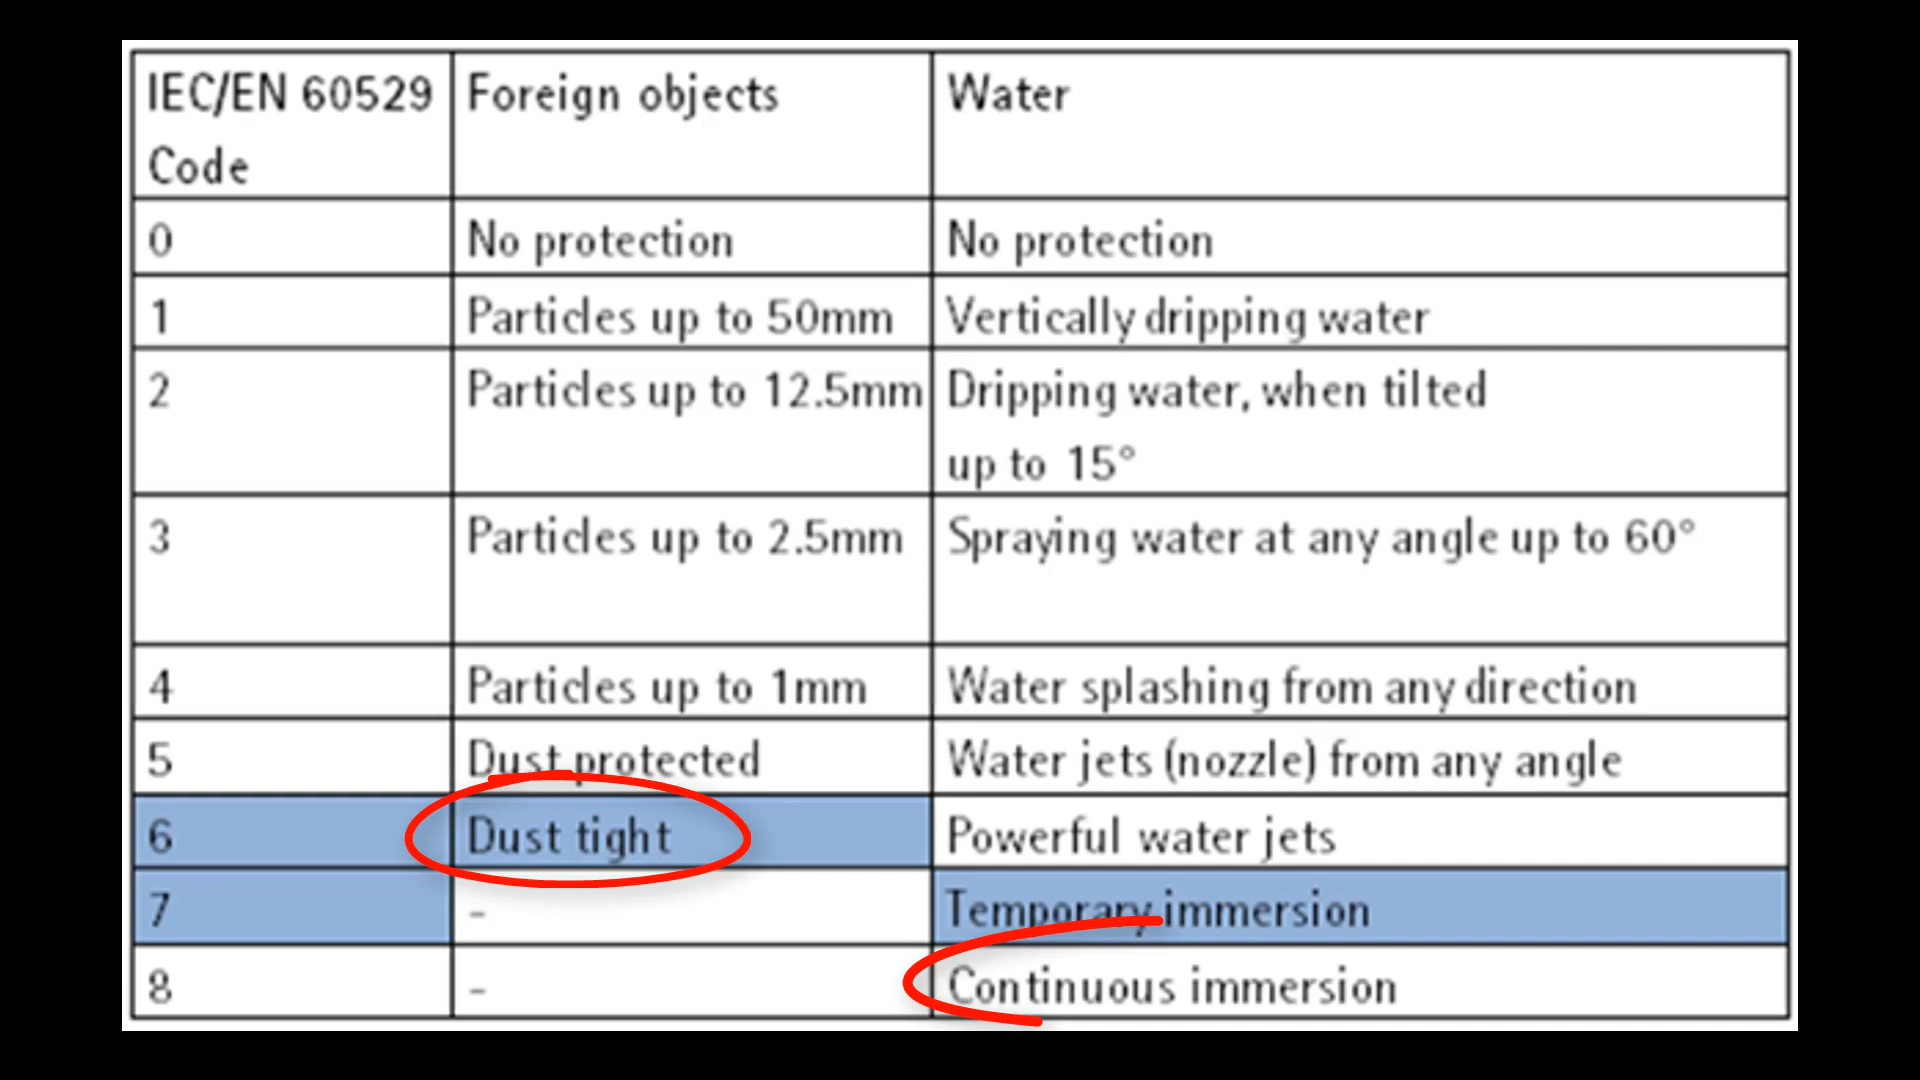 IEC/EN 60529 Foreign objects Water
Code
0 No protection No protection
1 Particles up to 50mm Vertically dripping water
2 Particles up to 12.5mm Dripping water, when tilted
up to 15°
3 Particles up to 2.5mm Spraying water at any angle up to 60°
4 Particles up to 1mm Water splashing from any direction
5 Dust protected Water jets (nozzle) from any angle
6 Dust tight Powerful water jets
7 - Temporary immersion
8 - Continuous immersion